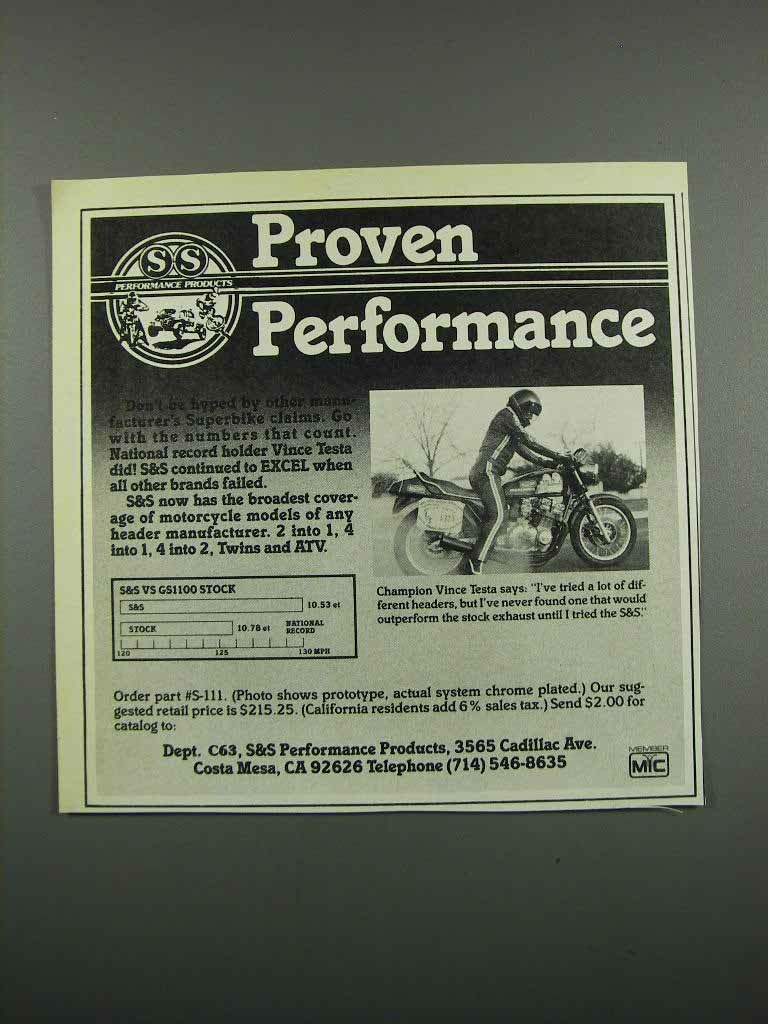 Proven
S S
PERFORMANCE PRODUCTS
Performance
Don't be hyped by other manu-
facturer's Superbike claims. Go
with the numbers that count.
National record holder Vince Testa
did! S&S continued to EXCEL when
all other brands failed.
S&S now has the broadest cover-
age of motorcycle models of any
header manufacturer. 2 into 1, 4
into 1, 4 into 2, Twins and ATV.
Champion Vince Testa says: "I've tried a lot of dif-
ferent headers, but I've never found one that would
outperform the stock exhaust until I tried the S&S."
S&S VS GS1100 STOCK
S&S 10.53 et
STOCK 10.78 et NATIONAL
RECORD
120 125 130 MPH
Order part #S-111. (Photo shows prototype, actual system chrome plated.) Our sug-
gested retail price is $215.25. (California residents add 6% sales tax.) Send $2.00 for
catalog to:
Dept. C63, S&S Performance Products, 3565 Cadillac Ave.
Costa Mesa, CA 92626 Telephone (714) 546-8635
MEMBER
MIC